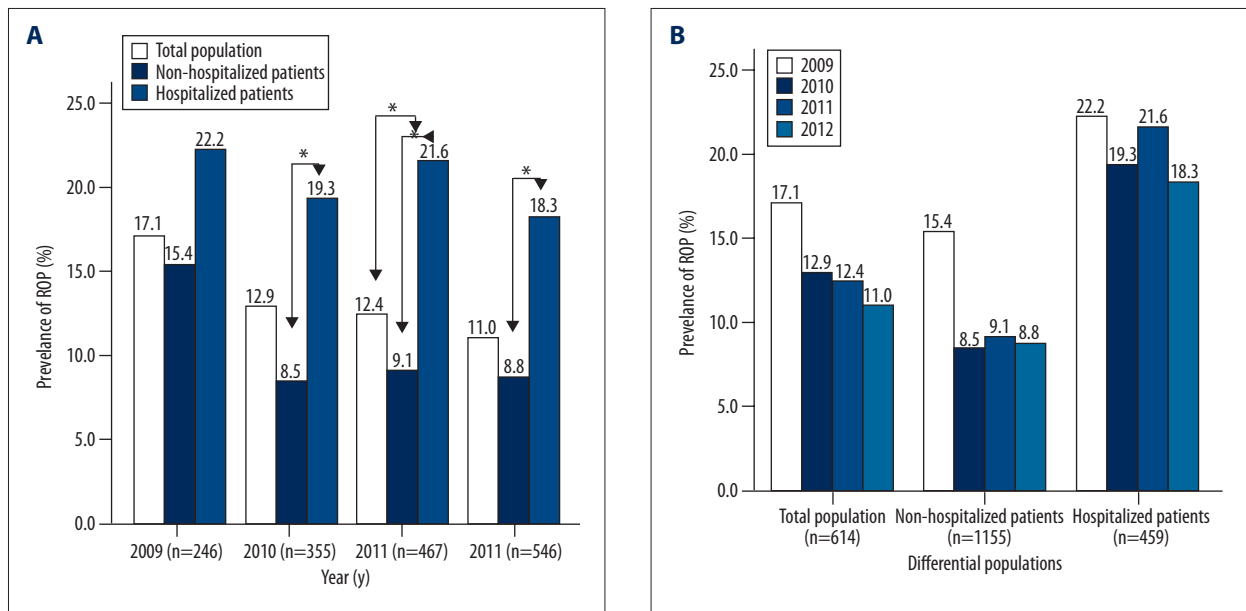 A
Total population
Non-hospitalized patients
Hospitalized patients
Prevelance of ROP (%)
25.0
20.0
15.0
10.0
5.0
0.0
17.1
15.4
22.2
12.9
8.5
*
19.3
12.4
*
9.1
*
21.6
11.0
8.8
*
18.3
2009 (n=246)
2010 (n=355)
2011 (n=467)
2011 (n=546)
Year (y)
B
2009
2010
2011
2012
Prevelance of ROP (%)
25.0
20.0
15.0
10.0
5.0
0.0
17.1
12.9
12.4
11.0
15.4
8.5
9.1
8.8
22.2
19.3
21.6
18.3
Total population
(n=614)
Non-hospitalized patients
(n=1155)
Hospitalized patients
(n=459)
Differential populations